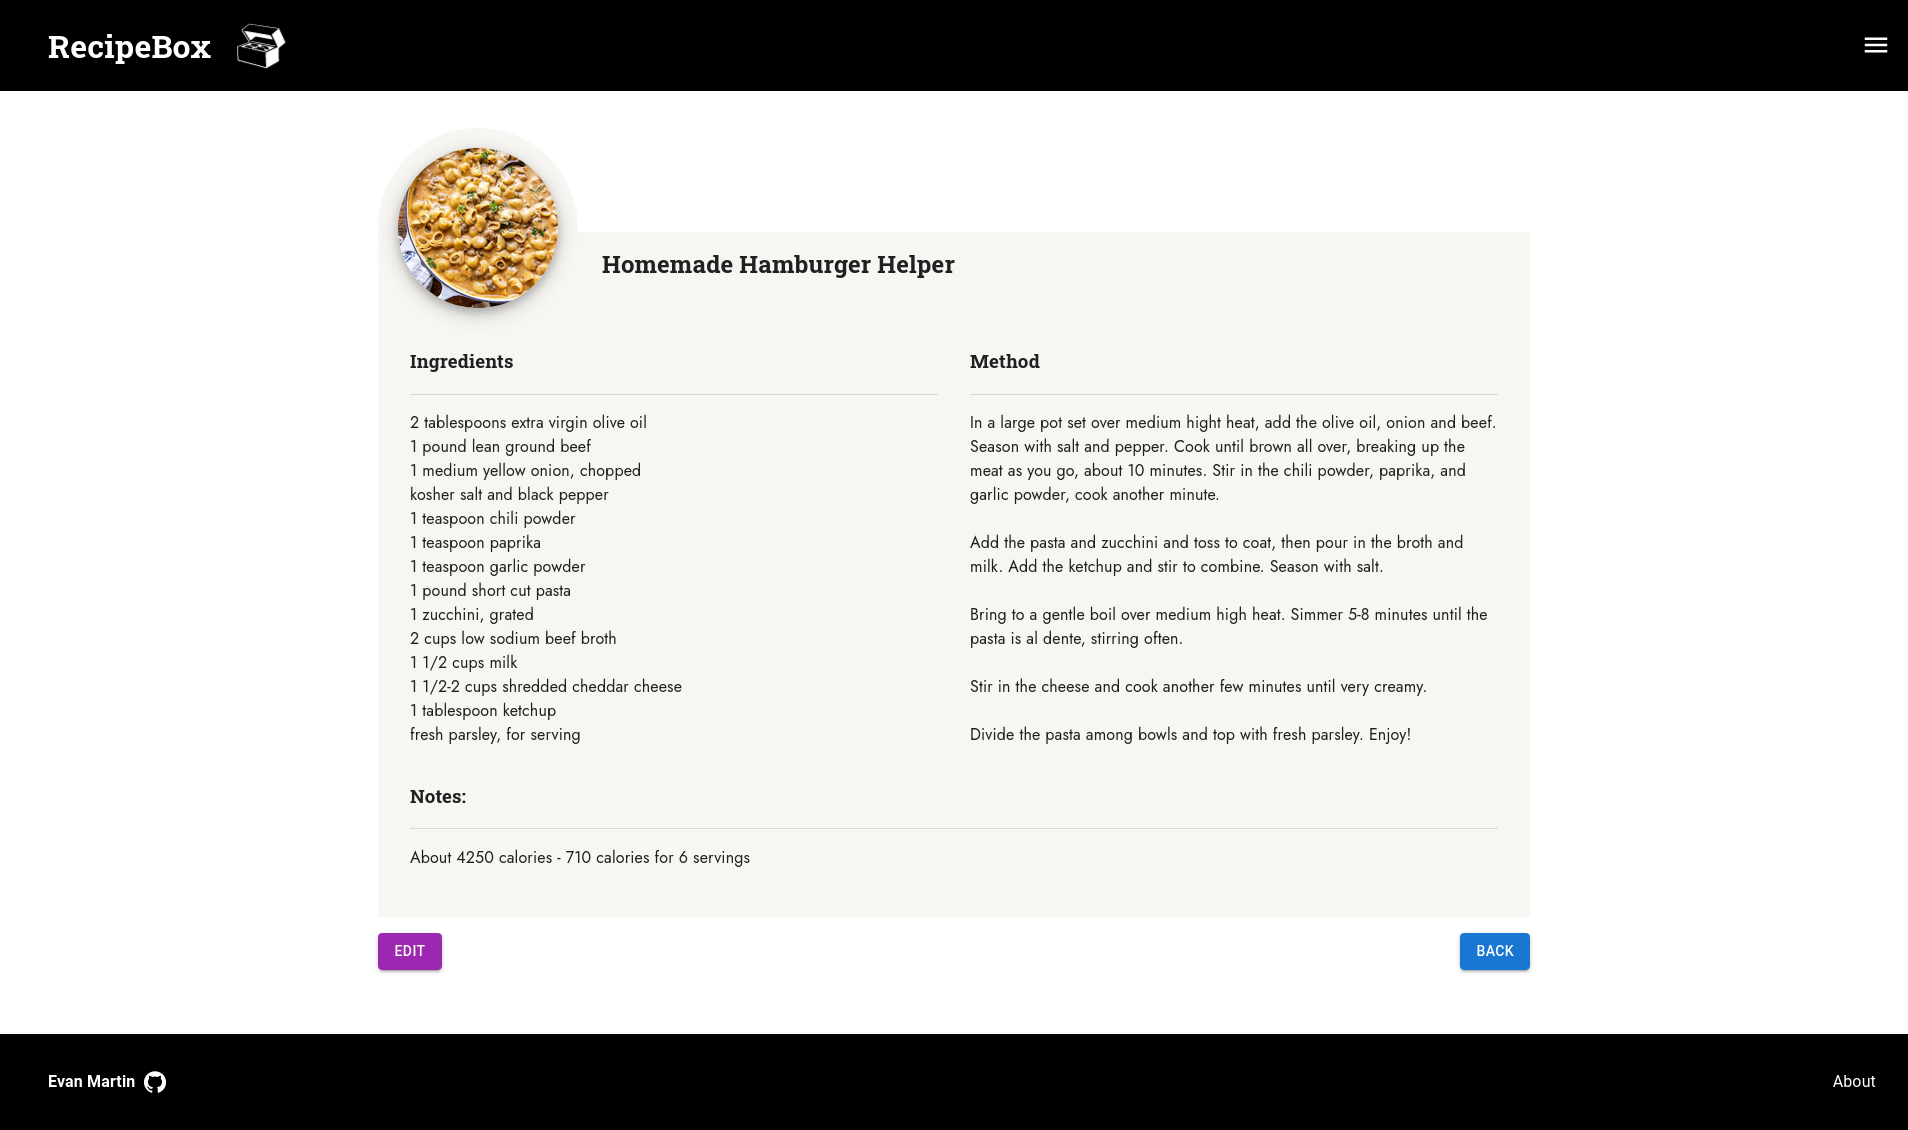 RecipeBox
Homemade Hamburger Helper
Ingredients
2 tablespoons extra virgin olive oil
1 pound lean ground beef
1 medium yellow onion, chopped
kosher salt and black pepper
1 teaspoon chili powder
1 teaspoon paprika
1 teaspoon garlic powder
1 pound short cut pasta
1 zucchini, grated
2 cups low sodium beef broth
1 1/2 cups milk
1 1/2-2 cups shredded cheddar cheese
1 tablespoon ketchup
fresh parsley, for serving
Method
In a large pot set over medium hight heat, add the olive oil, onion and beef.
Season with salt and pepper. Cook until brown all over, breaking up the
meat as you go, about 10 minutes. Stir in the chili powder, paprika, and
garlic powder, cook another minute.
Add the pasta and zucchini and toss to coat, then pour in the broth and
milk. Add the ketchup and stir to combine. Season with salt.
Bring to a gentle boil over medium high heat. Simmer 5-8 minutes until the
pasta is al dente, stirring often.
Stir in the cheese and cook another few minutes until very creamy.
Divide the pasta among bowls and top with fresh parsley. Enjoy!
Notes:
About 4250 calories - 710 calories for 6 servings
EDIT
BACK
Evan Martin
About